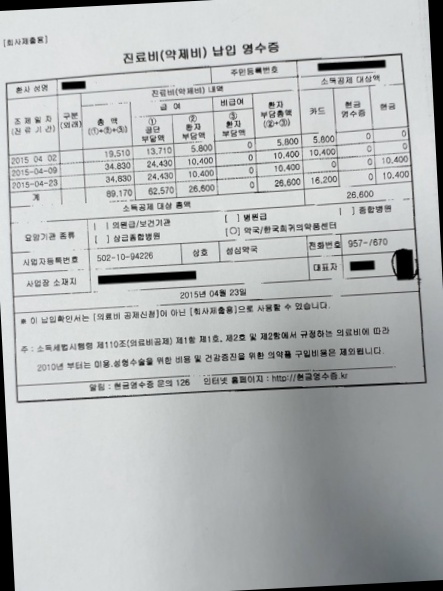 [회사제출용]
진료비(약제비) 납입 영수증
환자 성명 주민등록번호
진료비(약제비) 내역 소득공제 대상액
조제일자 (진료기간) 구분 (외래) 총 액 (①+②+③) 급 여 ① 공단 부담액 ② 환자 부담액 비급여 ③ 환자 부담액 환자 부담총액 (②+③) 카드 현금 영수증 현금
2015-04-02 19,510 13,710 5,800 0 5,800 5,800 0 0
2015-04-09 34,830 24,430 10,400 0 10,400 10,400 0 0
2015-04-23 34,830 24,430 10,400 0 10,400 0 0 10,400
계 89,170 62,570 26,600 0 26,600 16,200 0 10,400
소득공제 대상 총액 26,600
요양기관 종류 [ ] 의원급/보건기관 [ ] 병원급 [ ] 종합병원
[ ] 상급종합병원 [○] 약국/한국희귀의약품센터
사업자등록번호 502-10-94226 상호 섬심약국 전화번호 957-/670
사업장 소재지 대표자
2015년 04월 23일
※ 이 납입확인서는 [의료비 공제신청]이 아닌 [회사제출용]으로 사용할 수 있습니다.
주 : 소득세법시행령 제110조(의료비공제) 제1항 제1호, 제2호 및 제2항에서 규정하는 의료비에 따라
2010년 부터는 미용,성형수술을 위한 비용 및 건강증진을 위한 의약품 구입비용은 제외됩니다.
알림 : 현금영수증 문의 126 인터넷 홈페이지 : http://현금영수증.kr